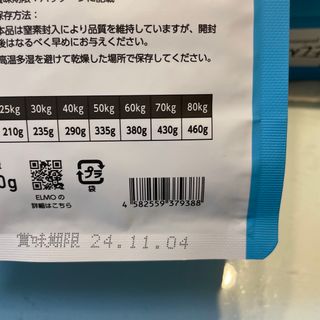 保存方法：
本品は窒素封入により品質を維持していますが、開封
後はなるべく早めにお与えください。
高温多湿を避けて乾燥した場所で保存してください。
25kg 30kg 40kg 50kg 60kg 70kg 80kg
210g 235g 290g 335g 380g 430g 460g
0g
ELMOの
詳細はこちら
プラ
袋
4 582559 379388
賞味期限 24.11.04